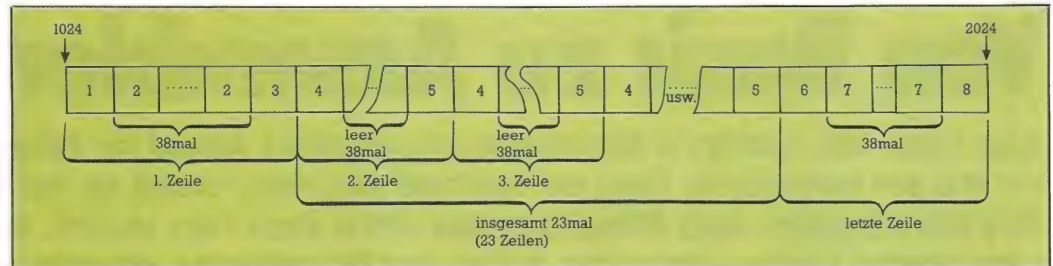 1024 2024
1 2 ...... 2 3 4 ... 5 4 ... 5 4 ...... usw. 5 6 7 .... 7 8
38mal leer 38mal leer 38mal 38mal
1. Zeile 2. Zeile 3. Zeile
insgesamt 23mal letzte Zeile
(23 Zeilen)